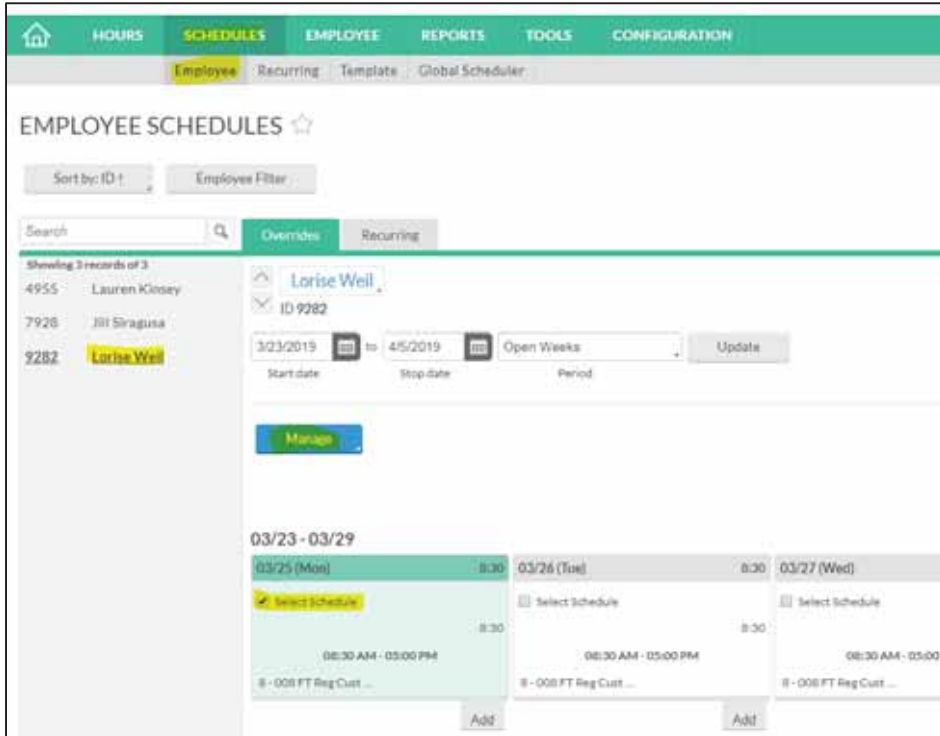 HOURS SCHEDULES EMPLOYEE REPORTS TOOLS CONFIGURATION
Employee Recurring Template Global Scheduler
EMPLOYEE SCHEDULES
Sort by: ID ↑ Employee Filter
Search Overrides Recurring
Showing 3 records of 3
4955 Lauren Kinsey
7928 Jill Siragusa
9282 Lorise Weil
Lorise Weil
ID 9282
3/23/2019 to 4/5/2019 Open Weeks Update
Start date Stop date Period
Manage
03/23 - 03/29
03/25 (Mon) 8:30 03/26 (Tue) 8:30 03/27 (Wed)
Select Schedule Select Schedule Select Schedule
8:30 8:30
08:30 AM - 05:00 PM 08:30 AM - 05:00 PM 08:30 AM - 05:00
8 - 008 FT Reg Cust ... 8 - 008 FT Reg Cust ... 8 - 008 FT Reg Cust ...
Add Add